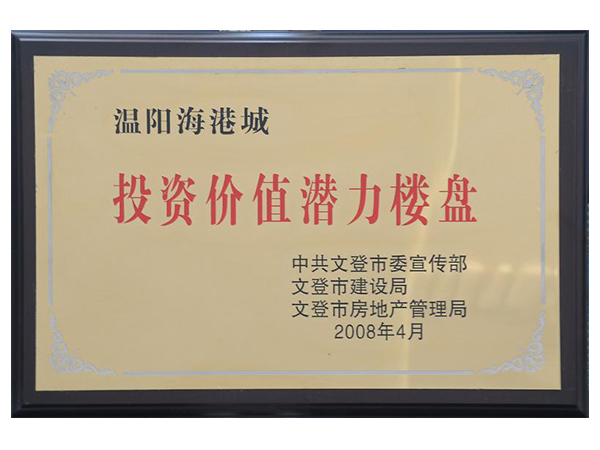 温阳海港城
投资价值潜力楼盘
中共文登市委宣传部
文登市建设局
文登市房地产管理局
2008年4月